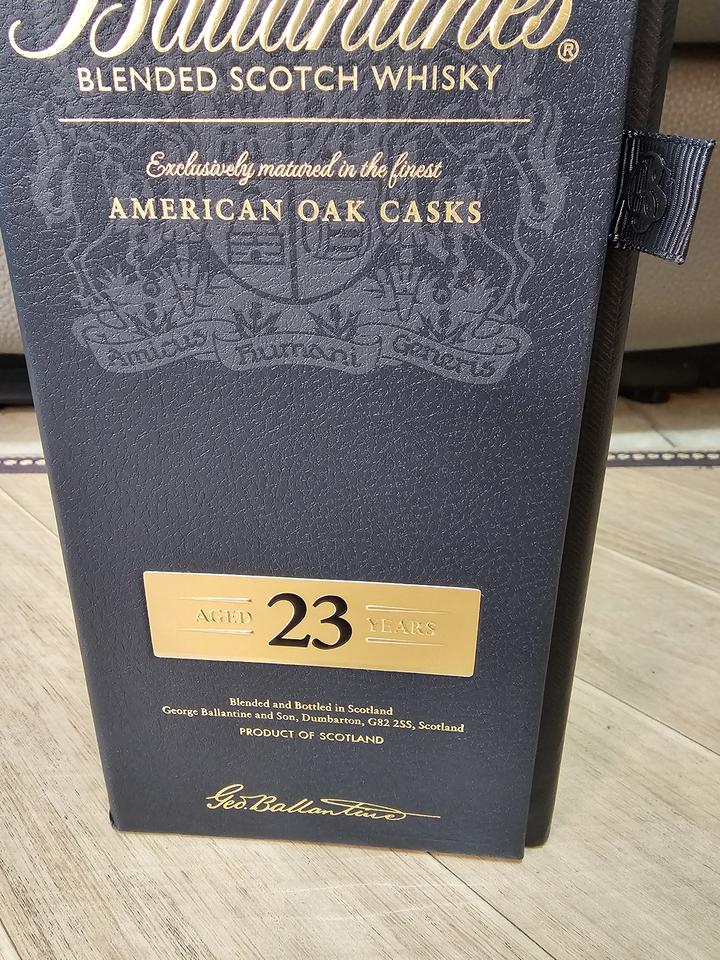 Ballantine's®
BLENDED SCOTCH WHISKY
Exclusively matured in the finest
AMERICAN OAK CASKS
Amicus Humani Generis
AGED 23 YEARS
Blended and Bottled in Scotland
George Ballantine and Son, Dumbarton, G82 2SS, Scotland
PRODUCT OF SCOTLAND
Geo. Ballantine